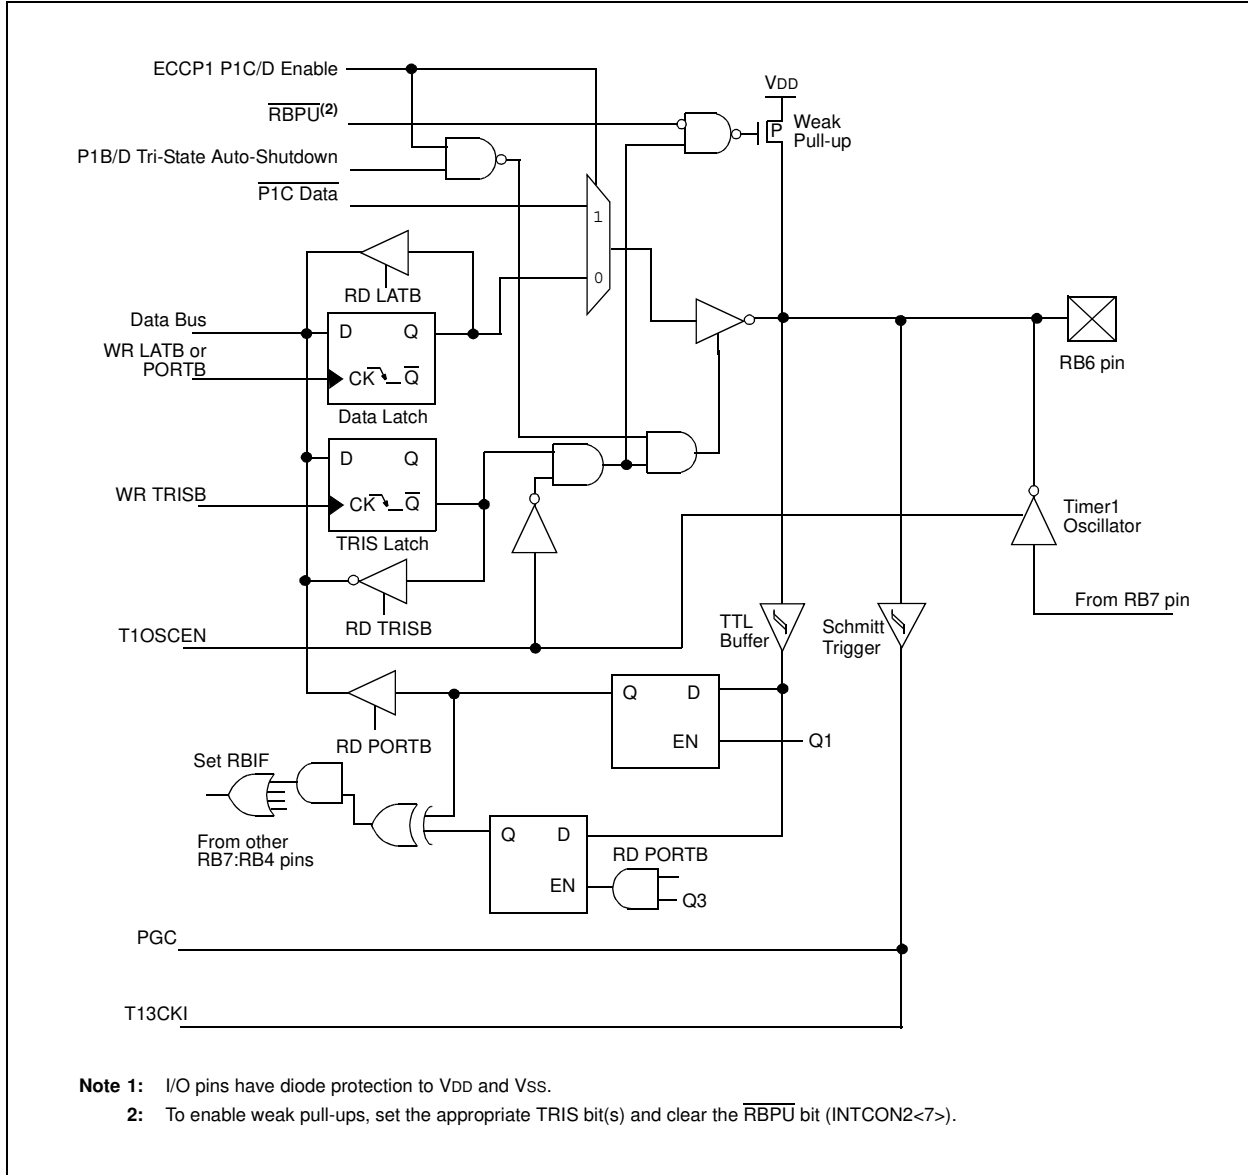 ECCP1 P1C/D Enable
RBPU(2)
VDD
P
Weak
Pull-up
P1B/D Tri-State Auto-Shutdown
P1C Data
1
0
RD LATB
Data Bus
D Q
WR LATB or
PORTB
CK Q
Data Latch
RB6 pin
D Q
WR TRISB
CK Q
TRIS Latch
Timer1
Oscillator
RD TRISB
From RB7 pin
T1OSCEN
TTL
Buffer
Schmitt
Trigger
Q D
EN
Q1
RD PORTB
Set RBIF
From other
RB7:RB4 pins
Q D
EN
RD PORTB
Q3
PGC
T13CKI
Note 1: I/O pins have diode protection to VDD and VSS.
2: To enable weak pull-ups, set the appropriate TRIS bit(s) and clear the RBPU bit (INTCON2<7>).